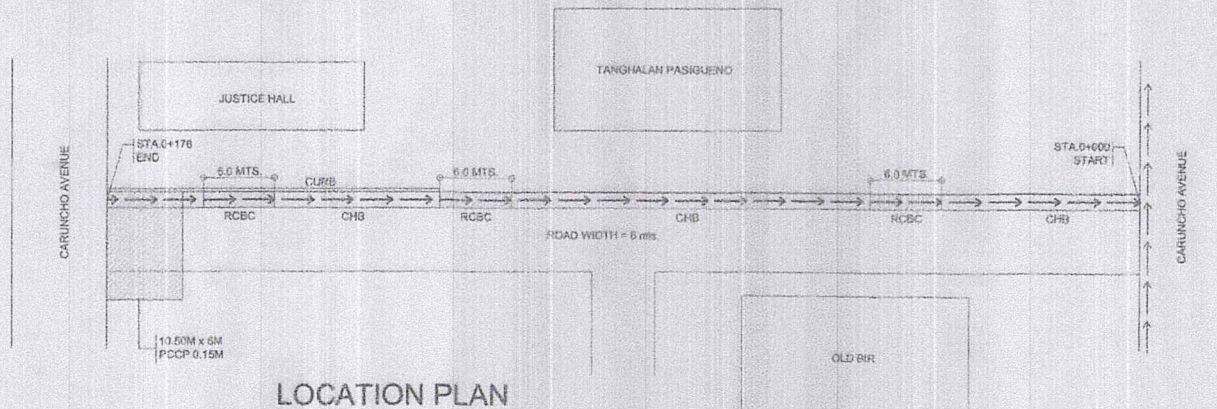 TANGHALAN PASIGUENO
JUSTICE HALL
CARUNCHO AVENUE
STA.0+176
END
6.0 MTS.
CURB
6.0 MTS.
6.0 MTS.
STA.0+000
START
CARUNCHO AVENUE
RCBC
CHB
RCBC
CHB
RCBC
CHB
ROAD WIDTH = 6 mts.
10.50M x 6M
PCCP 0.15M
OLD BIR
LOCATION PLAN